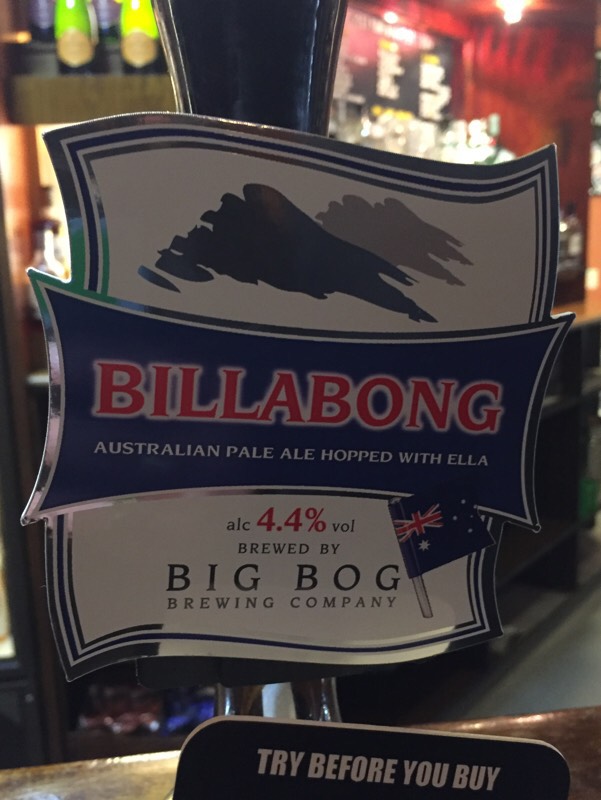 BILLABONG
AUSTRALIAN PALE ALE HOPPED WITH ELLA
alc 4.4% vol
BREWED BY
BIG BOG
BREWING COMPANY
TRY BEFORE YOU BUY